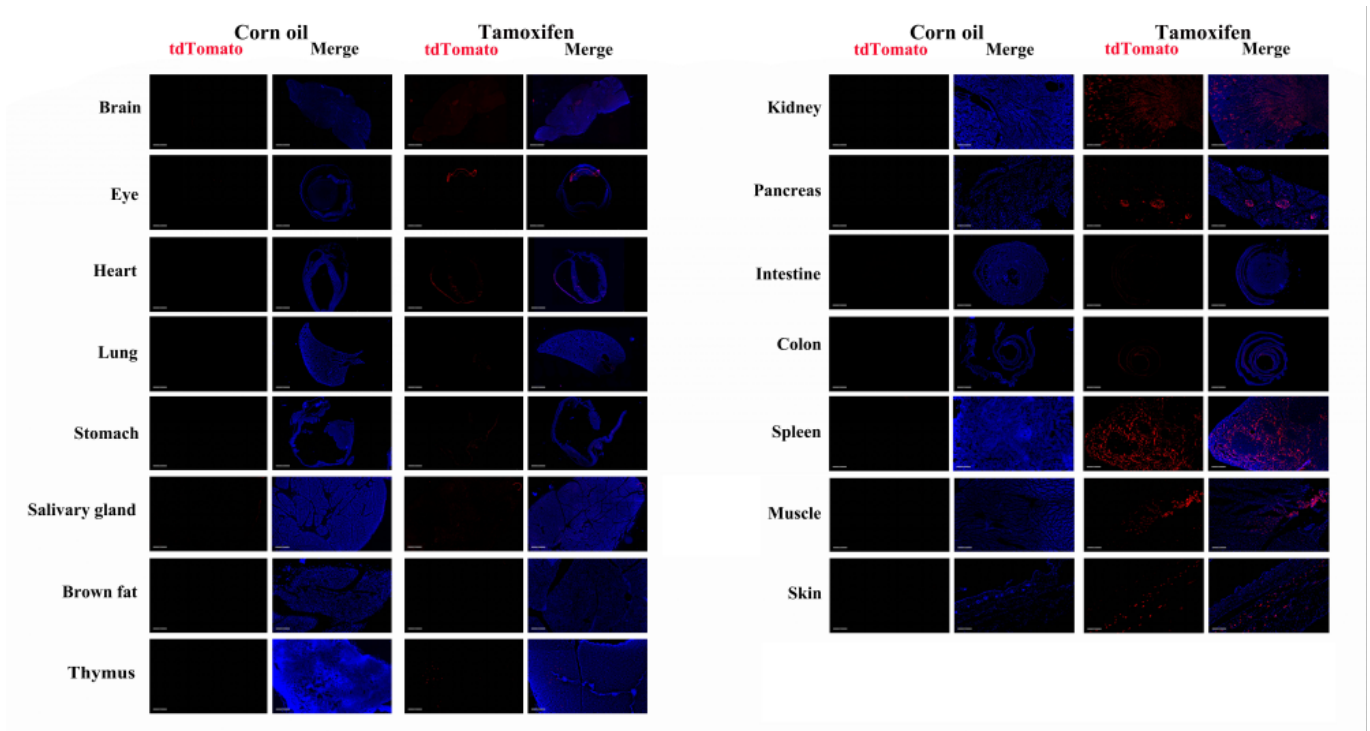 Corn oil Tamoxifen
tdTomato Merge tdTomato Merge
Brain
Eye
Heart
Lung
Stomach
Salivary gland
Brown fat
Thymus
Corn oil Tamoxifen
tdTomato Merge tdTomato Merge
Kidney
Pancreas
Intestine
Colon
Spleen
Muscle
Skin